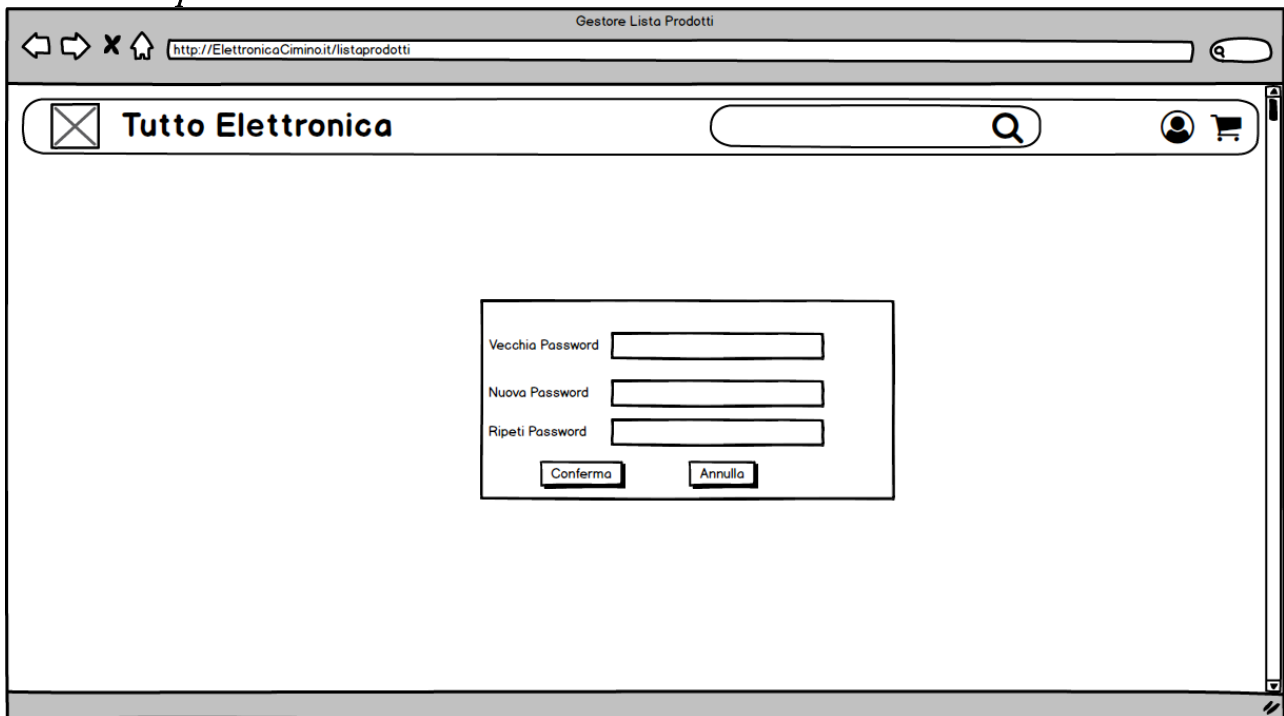 Gestore Lista Prodotti
http://ElettronicaCimino.it/listaprodotti
Tutto Elettronica
Vecchia Password
Nuova Password
Ripeti Password
Conferma Annulla